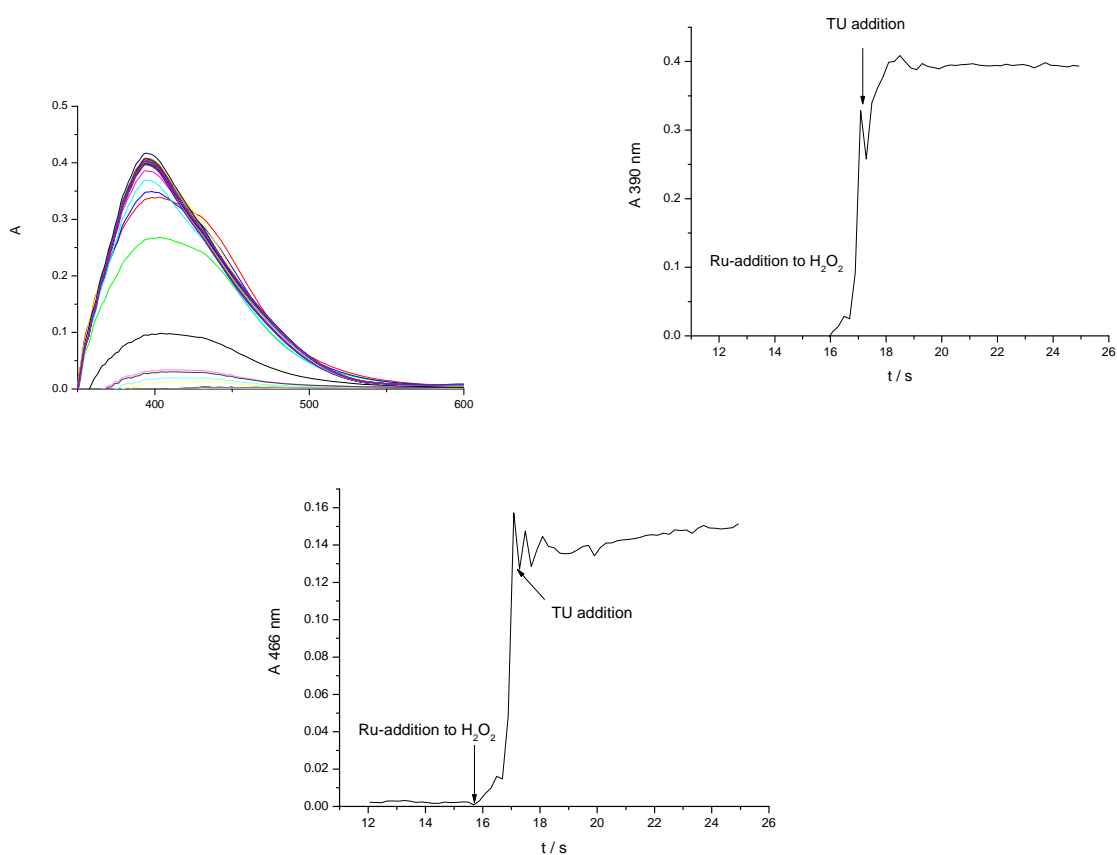 0.5
0.4
0.3
0.2
0.1
0.0
A
400 500 600
TU addition
0.4
0.3
0.2
0.1
0.0
A 390 nm
Ru-addition to H₂O₂
12 14 16 18 20 22 24 26
t / s
0.16
0.14
0.12
0.10
0.08
0.06
0.04
0.02
0.00
A 466 nm
TU addition
Ru-addition to H₂O₂
12 14 16 18 20 22 24 26
t / s